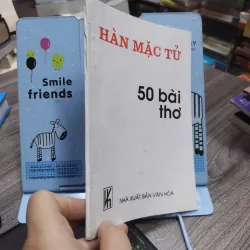 HÀN MẶC TỬ
50 bài
thơ
NHÀ XUẤT BẢN VĂN HÓA
Smile
friends